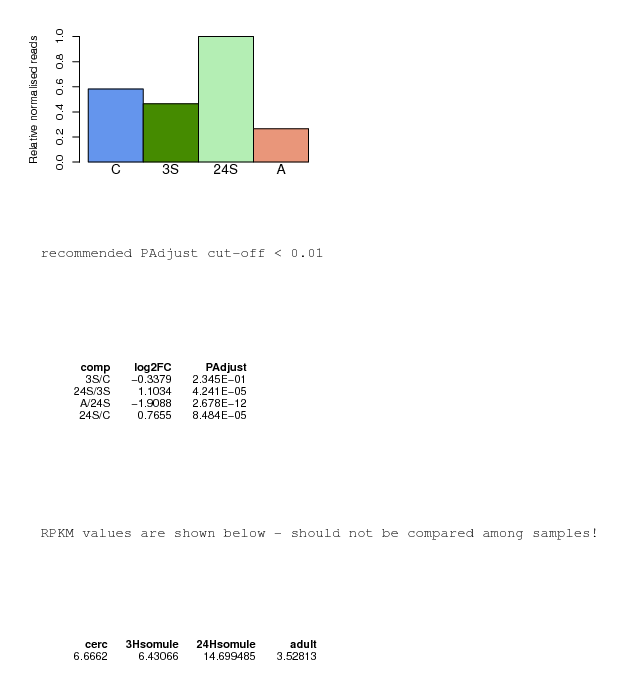 Relative normalised reads
1.0
0.8
0.6
0.4
0.2
0.0
C 3S 24S A
recommended PAdjust cut-off < 0.01
comp log2FC PAdjust
3S/C −0.3379 2.345E−01
24S/3S 1.1034 4.241E−05
A/24S −1.9088 2.678E−12
24S/C 0.7655 8.484E−05
RPKM values are shown below - should not be compared among samples!
cerc 3Hsomule 24Hsomule adult
6.6662 6.43066 14.699485 3.52813